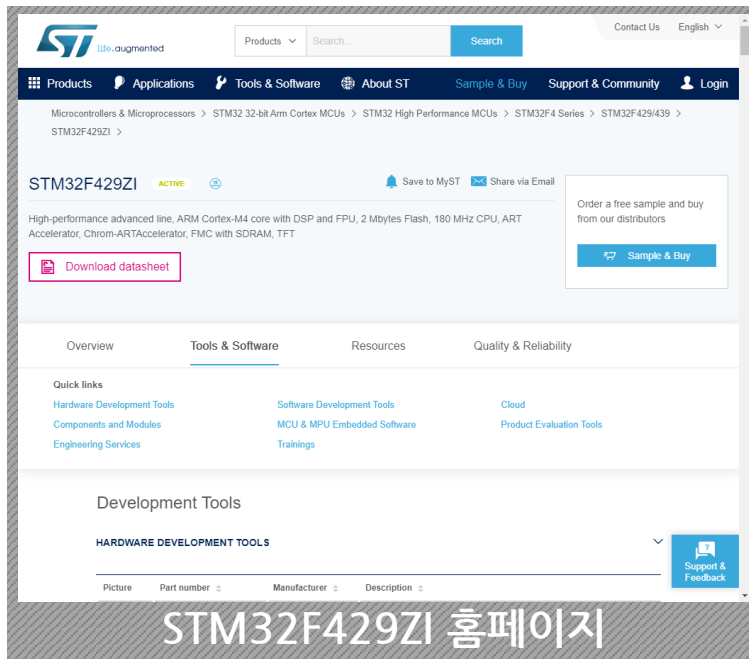 life.augmented
Products
Search...
Search
Contact Us
English
Products
Applications
Tools & Software
About ST
Sample & Buy
Support & Community
Login
Microcontrollers & Microprocessors > STM32 32-bit Arm Cortex MCUs > STM32 High Performance MCUs > STM32F4 Series > STM32F429/439 >
STM32F429ZI >
STM32F429ZI
ACTIVE
Save to MyST
Share via Email
High-performance advanced line, ARM Cortex-M4 core with DSP and FPU, 2 Mbytes Flash, 180 MHz CPU, ART
Accelerator, Chrom-ARTAccelerator, FMC with SDRAM, TFT
Download datasheet
Order a free sample and buy
from our distributors
Sample & Buy
Overview
Tools & Software
Resources
Quality & Reliability
Quick links
Hardware Development Tools
Software Development Tools
Cloud
Components and Modules
MCU & MPU Embedded Software
Product Evaluation Tools
Engineering Services
Trainings
Development Tools
HARDWARE DEVELOPMENT TOOLS
Support &
Feedback
Picture
Part number
Manufacturer
Description
STM32F429ZI 홈페이지